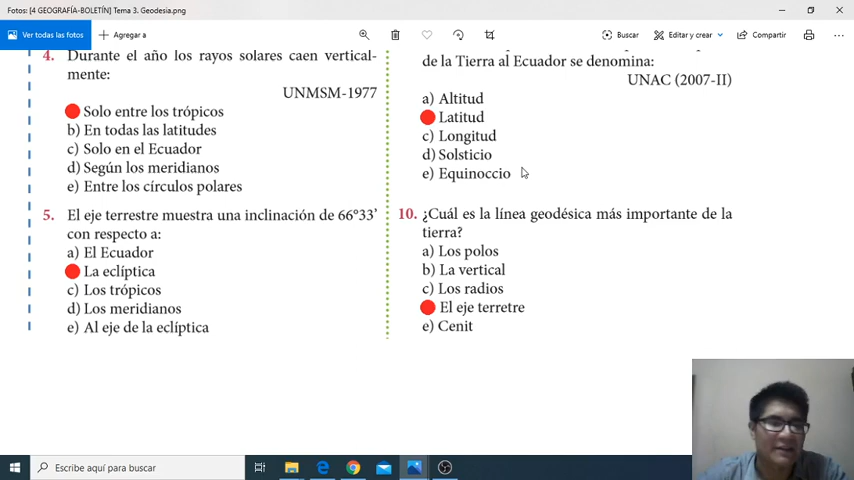 Fotos: [4 GEOGRAFÍA-BOLETÍN] Tema 3. Geodesia.png
Ver todas las fotos
Agregar a
Buscar
Editar y crear
Compartir
4. Durante el año los rayos solares caen vertical-
mente:
UNMSM-1977
Solo entre los trópicos
b) En todas las latitudes
c) Solo en el Ecuador
d) Según los meridianos
e) Entre los círculos polares
5. El eje terrestre muestra una inclinación de 66°33’
con respecto a:
a) El Ecuador
La eclíptica
c) Los trópicos
d) Los meridianos
e) Al eje de la eclíptica
de la Tierra al Ecuador se denomina:
UNAC (2007-II)
a) Altitud
Latitud
c) Longitud
d) Solsticio
e) Equinoccio
10. ¿Cuál es la línea geodésica más importante de la
tierra?
a) Los polos
b) La vertical
c) Los radios
El eje terretre
e) Cenit
Escribe aquí para buscar